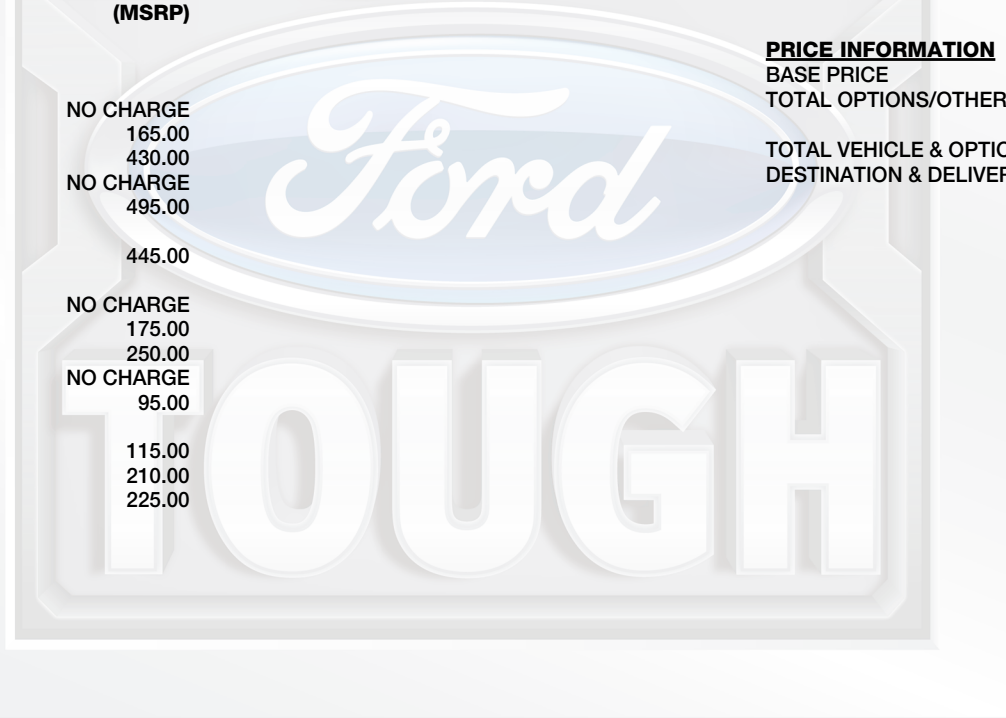 (MSRP)
NO CHARGE
165.00
430.00
NO CHARGE
495.00
445.00
NO CHARGE
175.00
250.00
NO CHARGE
95.00
115.00
210.00
225.00
PRICE INFORMATION
BASE PRICE
TOTAL OPTIONS/OTHER
TOTAL VEHICLE & OPTIO
DESTINATION & DELIVER
Ford
TOUGH